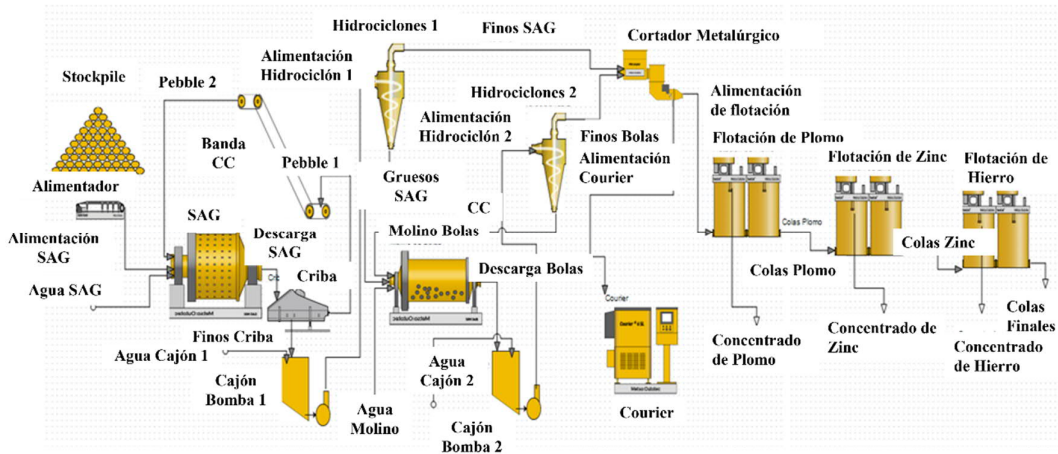 Hidrociclones 1
Finos SAG
Cortador Metalúrgico
Stockpile
Pebble 2
Alimentación
Hidrociclón 1
Hidrociclones 2
Alimentación
de flotación
Alimentación
Hidrociclón 2
Finos Bolas
Flotación de Plomo
Banda
CC
Pebble 1
Alimentación
Courier
Flotación de Zinc
Flotación de
Hierro
Gruesos
SAG
Alimentador
CC
SAG
Descarga
SAG
Molino Bolas
Colas Plomo
Alimentación
SAG
Criba
Descarga Bolas
Colas Plomo
Colas Zinc
Agua SAG
Courier
Finos Criba
Agua Cajón 1
Cajón
Bomba 1
Agua
Molino
Agua
Cajón 2
Cajón
Bomba 2
Courier
Concentrado
de Plomo
Concentrado de
Zinc
Colas
Finales
Concentrado
de Hierro